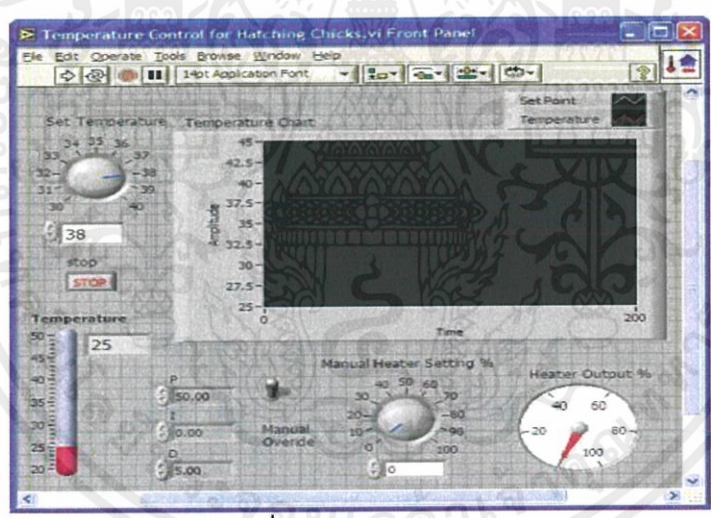 Temperature Control for Hatching Chicks.vi Front Panel
File Edit Operate Tools Browse Window Help
14pt Application Font
Set Point
Temperature
Set Temperature
30 31 32 33 34 35 36 37 38 39 40
38
stop
STOP
Temperature Chart
Amplitude
45
42.5
40
37.5
35
32.5
30
27.5
25
0 200
Time
Temperature
50
45
40
35
30
25
20
25
P
50.00
I
0.00
D
5.00
Manual
Overide
Manual Heater Setting %
0 10 20 30 40 50 60 70 80 90 100
0
Heater Output %
20 40 60 80 100